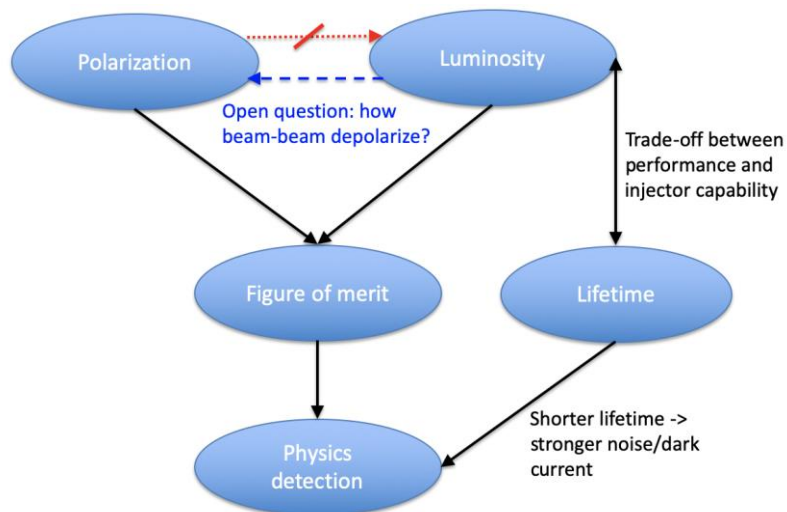 Polarization
Luminosity
Open question: how
beam-beam depolarize?
Trade-off between
performance and
injector capability
Figure of merit
Lifetime
Shorter lifetime ->
stronger noise/dark
current
Physics
detection